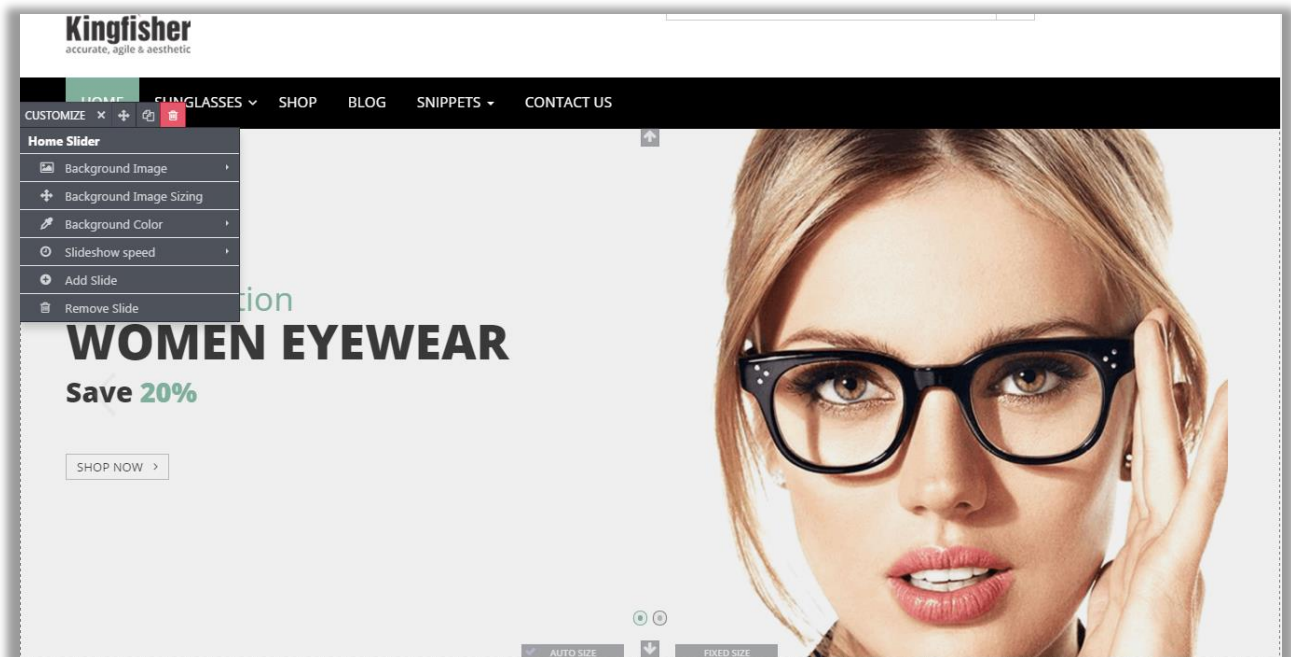 Kingfisher
accurate, agile & aesthetic
HOME SUNGLASSES SHOP BLOG SNIPPETS CONTACT US
CUSTOMIZE
Home Slider
Background Image
Background Image Sizing
Background Color
Slideshow speed
Add Slide
Remove Slide
WOMEN EYEWEAR
Save 20%
SHOP NOW
AUTO SIZE FIXED SIZE